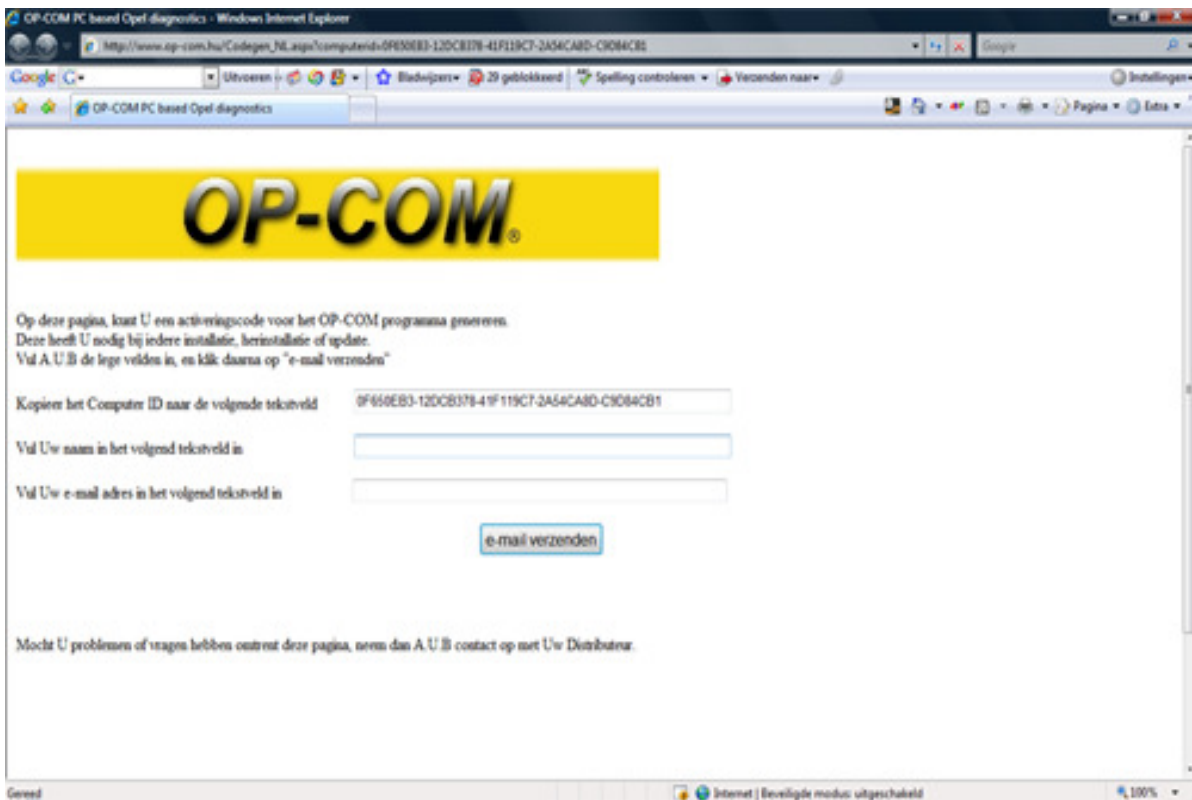 OP-COM PC based Opel diagnostics - Windows Internet Explorer
http://www.op-com.hu/Codegen_NL.aspx?computerid=0F650EB3-12DCB378-41F119C7-2A54CA8D-C9D84CB1
Google
Google G Uitvoeren Bladwijzers 29 geblokkeerd Spelling controleren Verzenden naar Instellingen
OP-COM PC based Opel diagnostics Pagina Extra
OP-COM®
Op deze pagina, kunt U een activeringscode voor het OP-COM programma genereren.
Deze heeft U nodig bij iedere installatie, herinstallatie of update.
Vul A.U.B de lege velden in, en klik daarna op "e-mail verzenden"
Kopieer het Computer ID naar de volgende tekstveld 0F650EB3-12DCB378-41F119C7-2A54CA8D-C9D84CB1
Vul Uw naam in het volgend tekstveld in
Vul Uw e-mail adres in het volgend tekstveld in
e-mail verzenden
Mocht U problemen of vragen hebben omtrent deze pagina, neem dan A.U.B contact op met Uw Distributeur.
Gereed Internet | Beveiligde modus: uitgeschakeld 100%